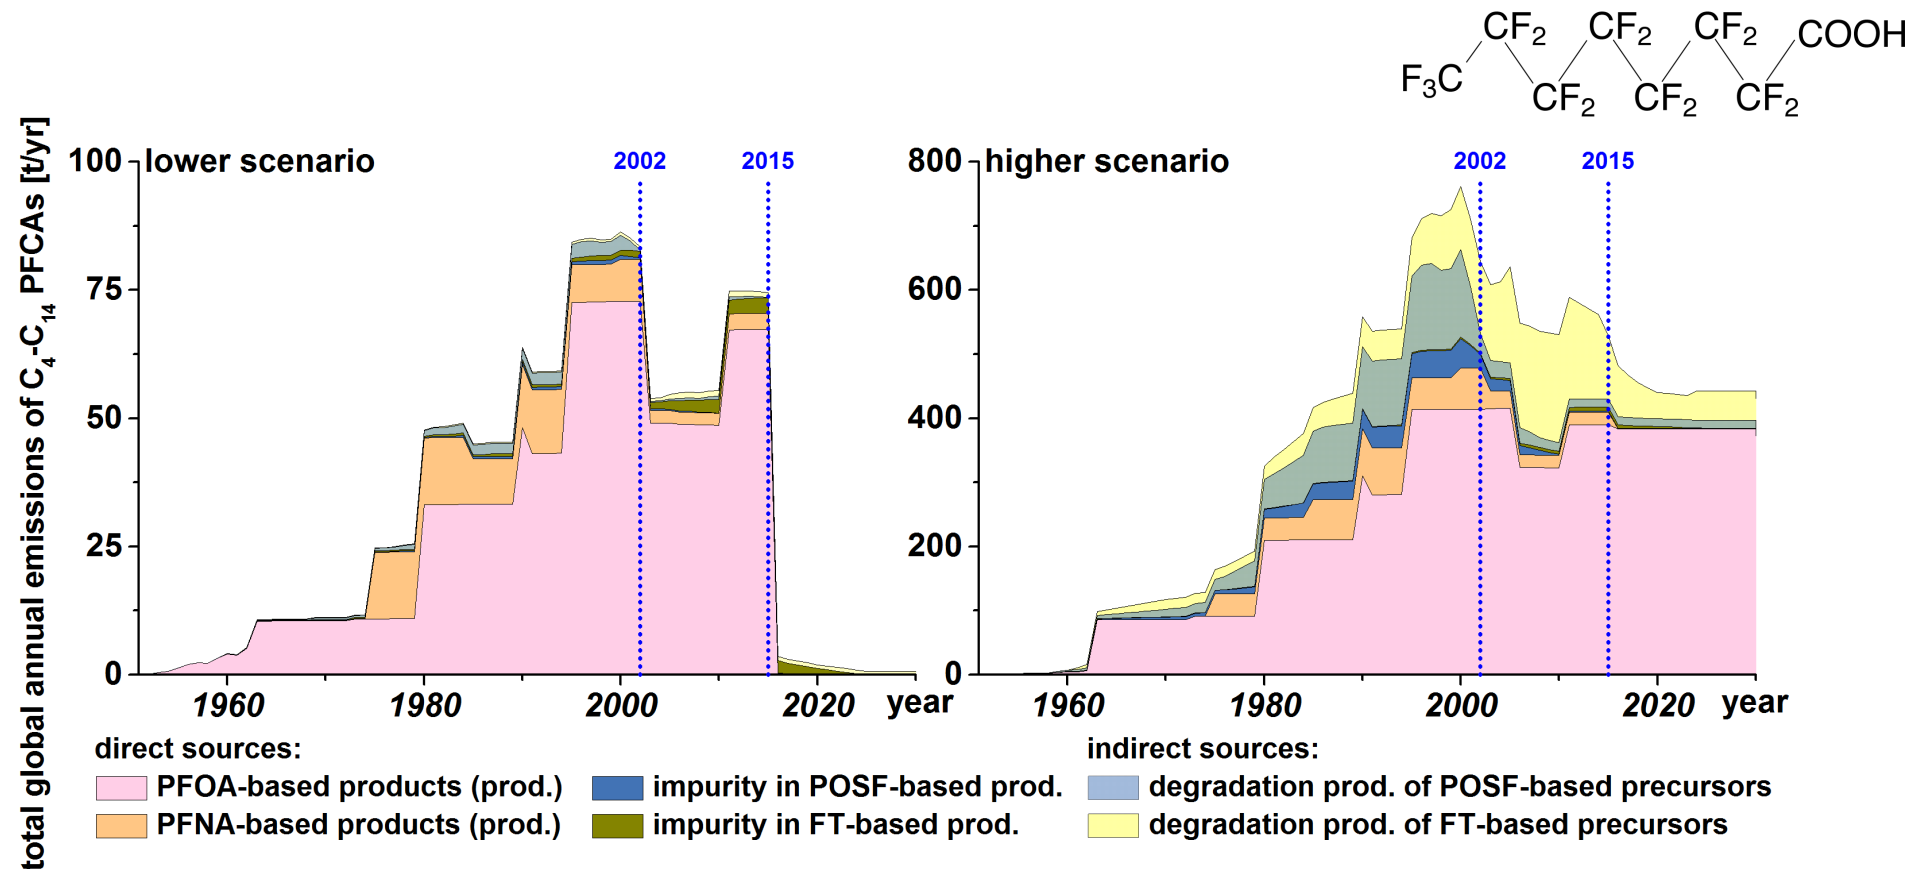 CF2 CF2 CF2 COOH
F3C CF2 CF2 CF2
total global annual emissions of C4-C14 PFCAs [t/yr]
lower scenario
2002 2015
100
75
50
25
0
1960 1980 2000 2020 year
higher scenario
2002 2015
800
600
400
200
0
1960 1980 2000 2020 year
direct sources:
PFOA-based products (prod.)
PFNA-based products (prod.)
impurity in POSF-based prod.
impurity in FT-based prod.
indirect sources:
degradation prod. of POSF-based precursors
degradation prod. of FT-based precursors